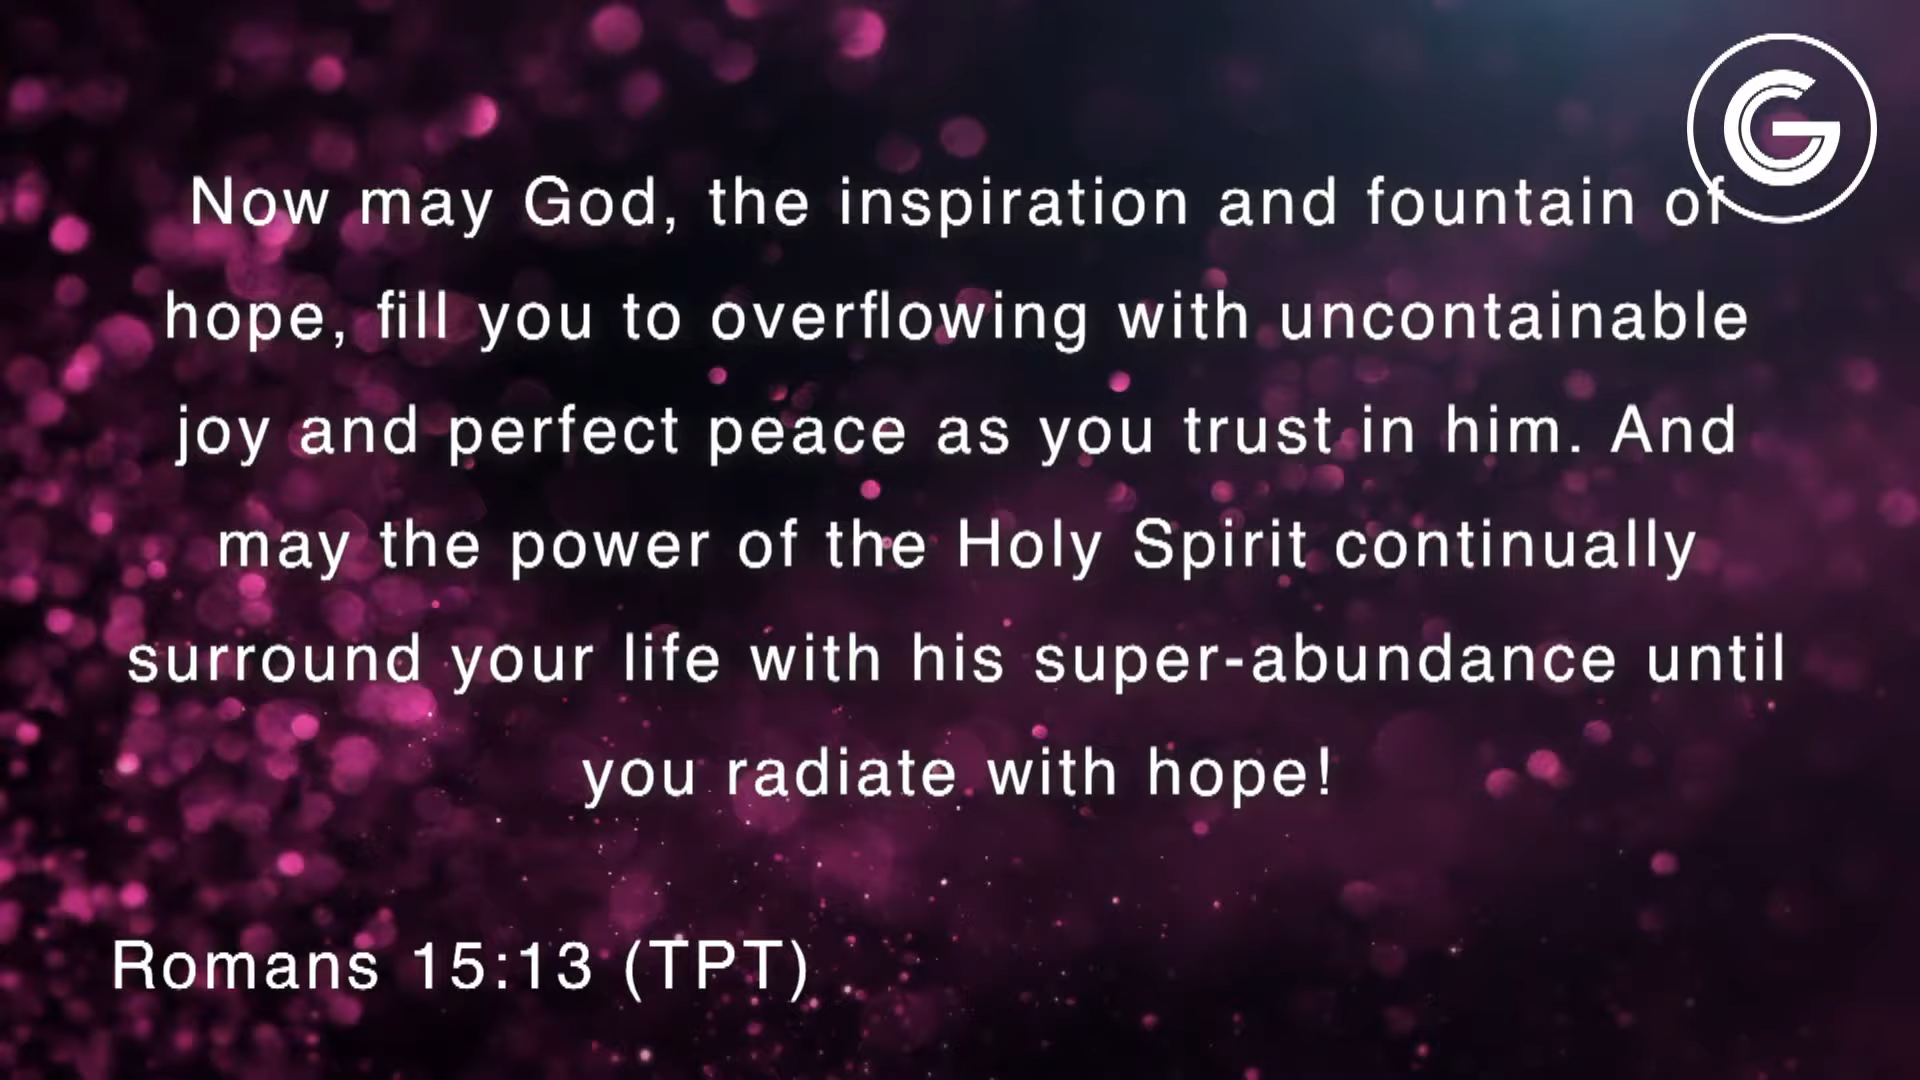 G
Now may God, the inspiration and fountain of
hope, fill you to overflowing with uncontainable
joy and perfect peace as you trust in him. And
may the power of the Holy Spirit continually
surround your life with his super-abundance until
you radiate with hope!
Romans 15:13 (TPT)